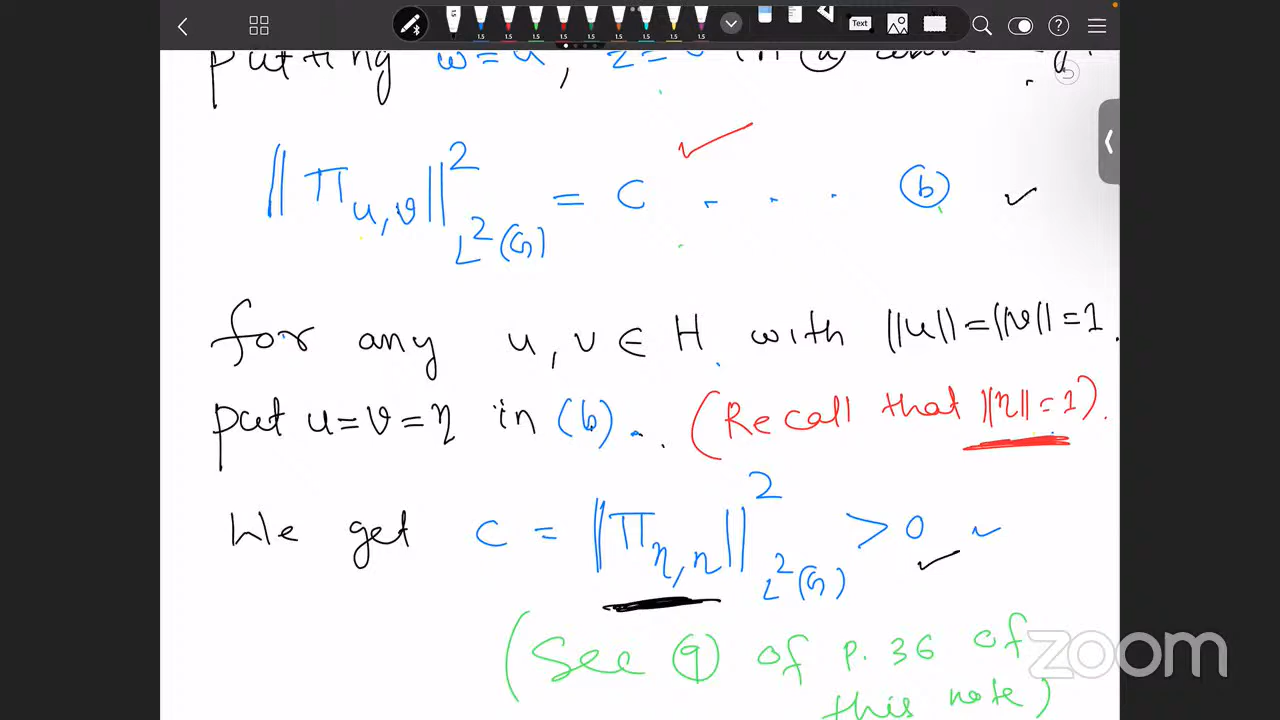 Text
putting ω=u, z=v in ⓐ
‖π_{u,v}‖²_{L²(G)} = C . . . ⓑ
for any u, v ∈ H with ‖u‖=‖v‖=1.
put u=v=η in (b). (Recall that ‖η‖=1).
We get C = ‖π_{η,η}‖²_{L²(G)} > 0
(See ⑨ of p. 36 of
this note)
zoom